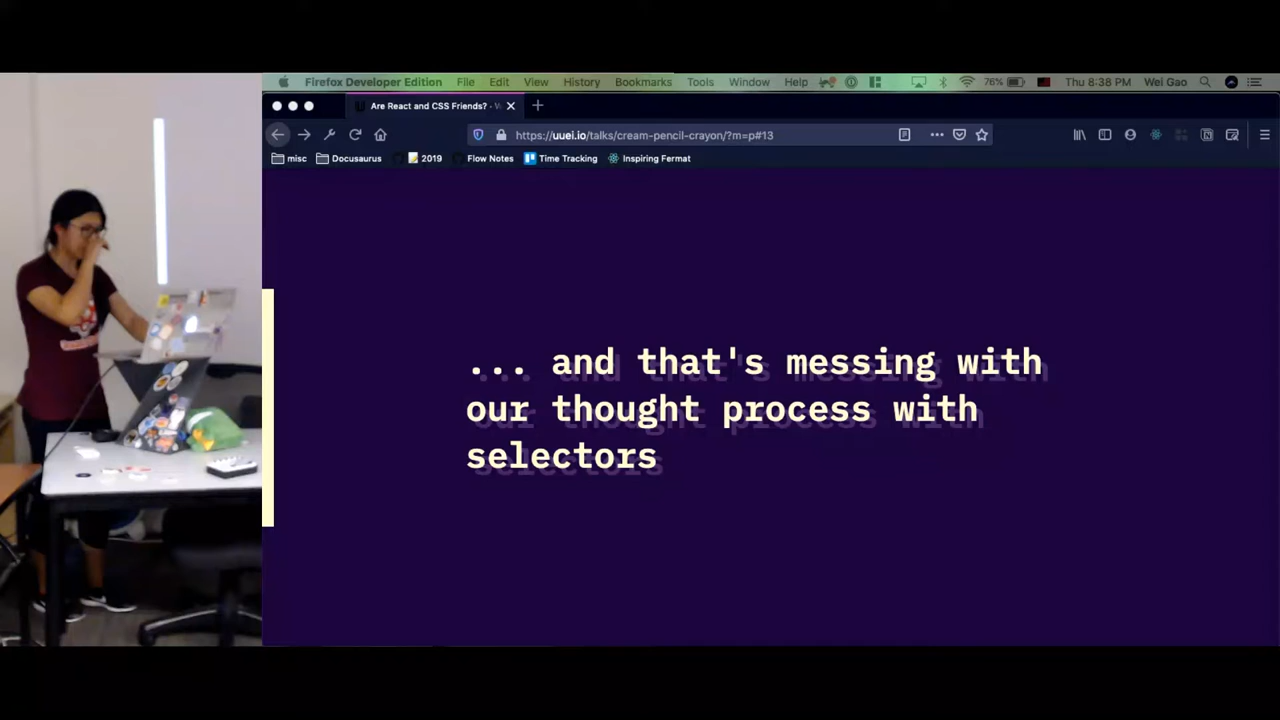 Firefox Developer Edition File Edit View History Bookmarks Tools Window Help 76% Thu 8:38 PM Wei Gao
Are React and CSS Friends? ·
https://uuei.io/talks/cream-pencil-crayon/?m=p#13
misc Docusaurus 2019 Flow Notes Time Tracking Inspiring Fermat
... and that's messing with
our thought process with
selectors